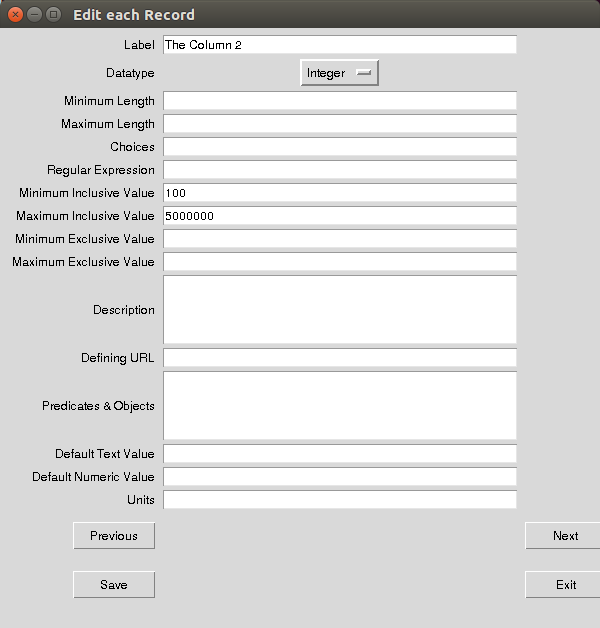 Edit each Record
Label The Column 2
Datatype Integer
Minimum Length
Maximum Length
Choices
Regular Expression
Minimum Inclusive Value 100
Maximum Inclusive Value 5000000
Minimum Exclusive Value
Maximum Exclusive Value
Description
Defining URL
Predicates & Objects
Default Text Value
Default Numeric Value
Units
Previous Next
Save Exit